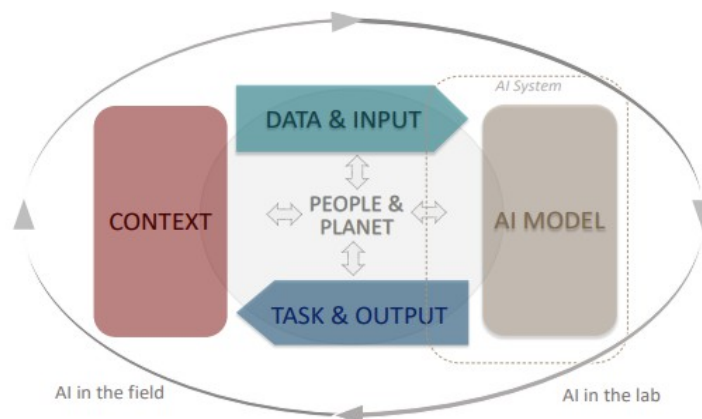 AI System
DATA & INPUT
CONTEXT
PEOPLE &
PLANET
AI MODEL
TASK & OUTPUT
AI in the field
AI in the lab